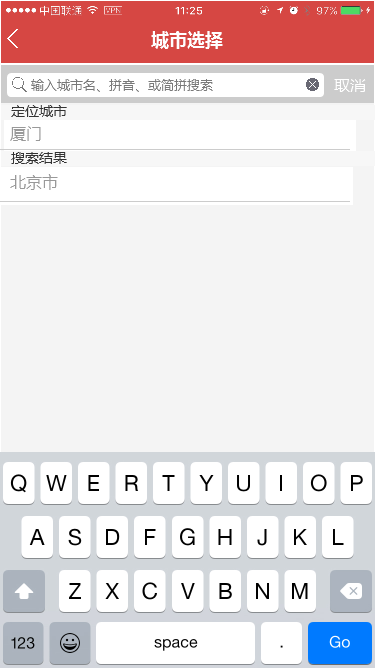 中国联通 VPN 11:25 97%
城市选择
输入城市名、拼音、或简拼搜索 取消
定位城市
厦门
搜索结果
北京市
Q W E R T Y U I O P
A S D F G H J K L
Z X C V B N M
123 space . Go